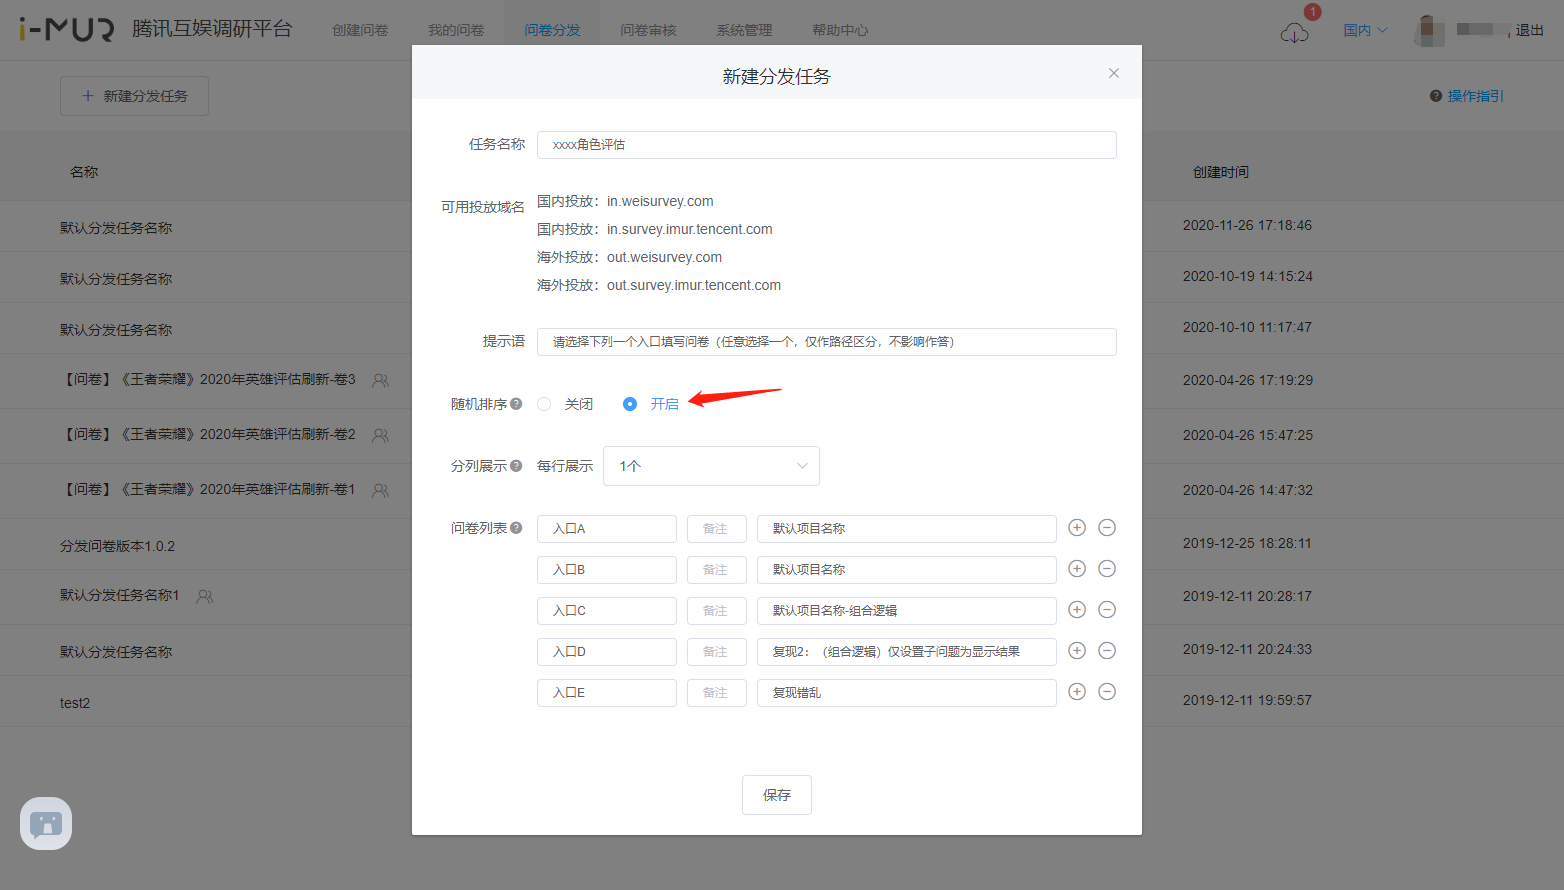 i-MUR 腾讯互娱调研平台 创建问卷 我的问卷 问卷分发 问卷审核 系统管理 帮助中心 1 国内 退出
+ 新建分发任务
? 操作指引
名称
创建时间
默认分发任务名称
2020-11-26 17:18:46
默认分发任务名称
2020-10-19 14:15:24
默认分发任务名称
2020-10-10 11:17:47
【问卷】《王者荣耀》2020年英雄评估刷新-卷3
2020-04-26 17:19:29
【问卷】《王者荣耀》2020年英雄评估刷新-卷2
2020-04-26 15:47:25
【问卷】《王者荣耀》2020年英雄评估刷新-卷1
2020-04-26 14:47:32
分发问卷版本1.0.2
2019-12-25 18:28:11
默认分发任务名称1
2019-12-11 20:28:17
默认分发任务名称
2019-12-11 20:24:33
test2
2019-12-11 19:59:57
新建分发任务
任务名称 xxxx角色评估
可用投放域名 国内投放：in.weisurvey.com
国内投放：in.survey.imur.tencent.com
海外投放：out.weisurvey.com
海外投放：out.survey.imur.tencent.com
提示语 请选择下列一个入口填写问卷（任意选择一个，仅作路径区分，不影响作答）
随机排序 ? 关闭 开启
分列展示 ? 每行展示 1个
问卷列表 ? 入口A 备注 默认项目名称
入口B 备注 默认项目名称
入口C 备注 默认项目名称-组合逻辑
入口D 备注 复现2：（组合逻辑）仅设置子问题为显示结果
入口E 备注 复现错乱
保存